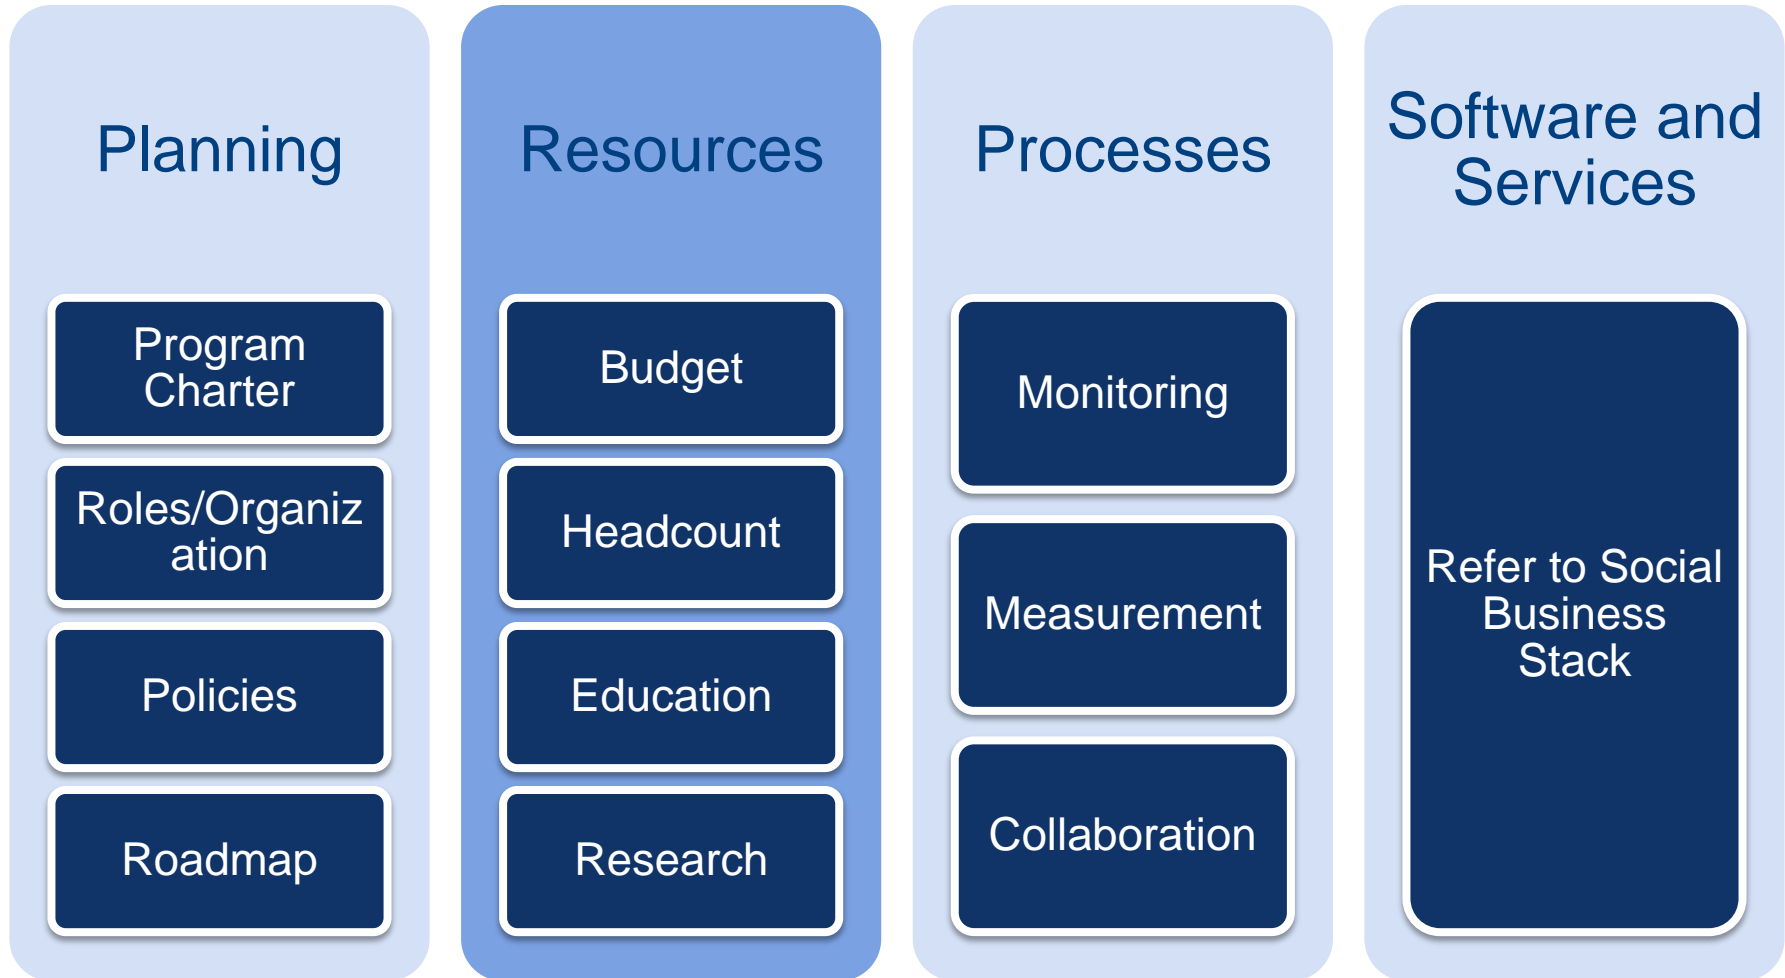 Planning
Program
Charter
Roles/Organiz
ation
Policies
Roadmap
Resources
Budget
Headcount
Education
Research
Processes
Monitoring
Measurement
Collaboration
Software and
Services
Refer to Social
Business
Stack